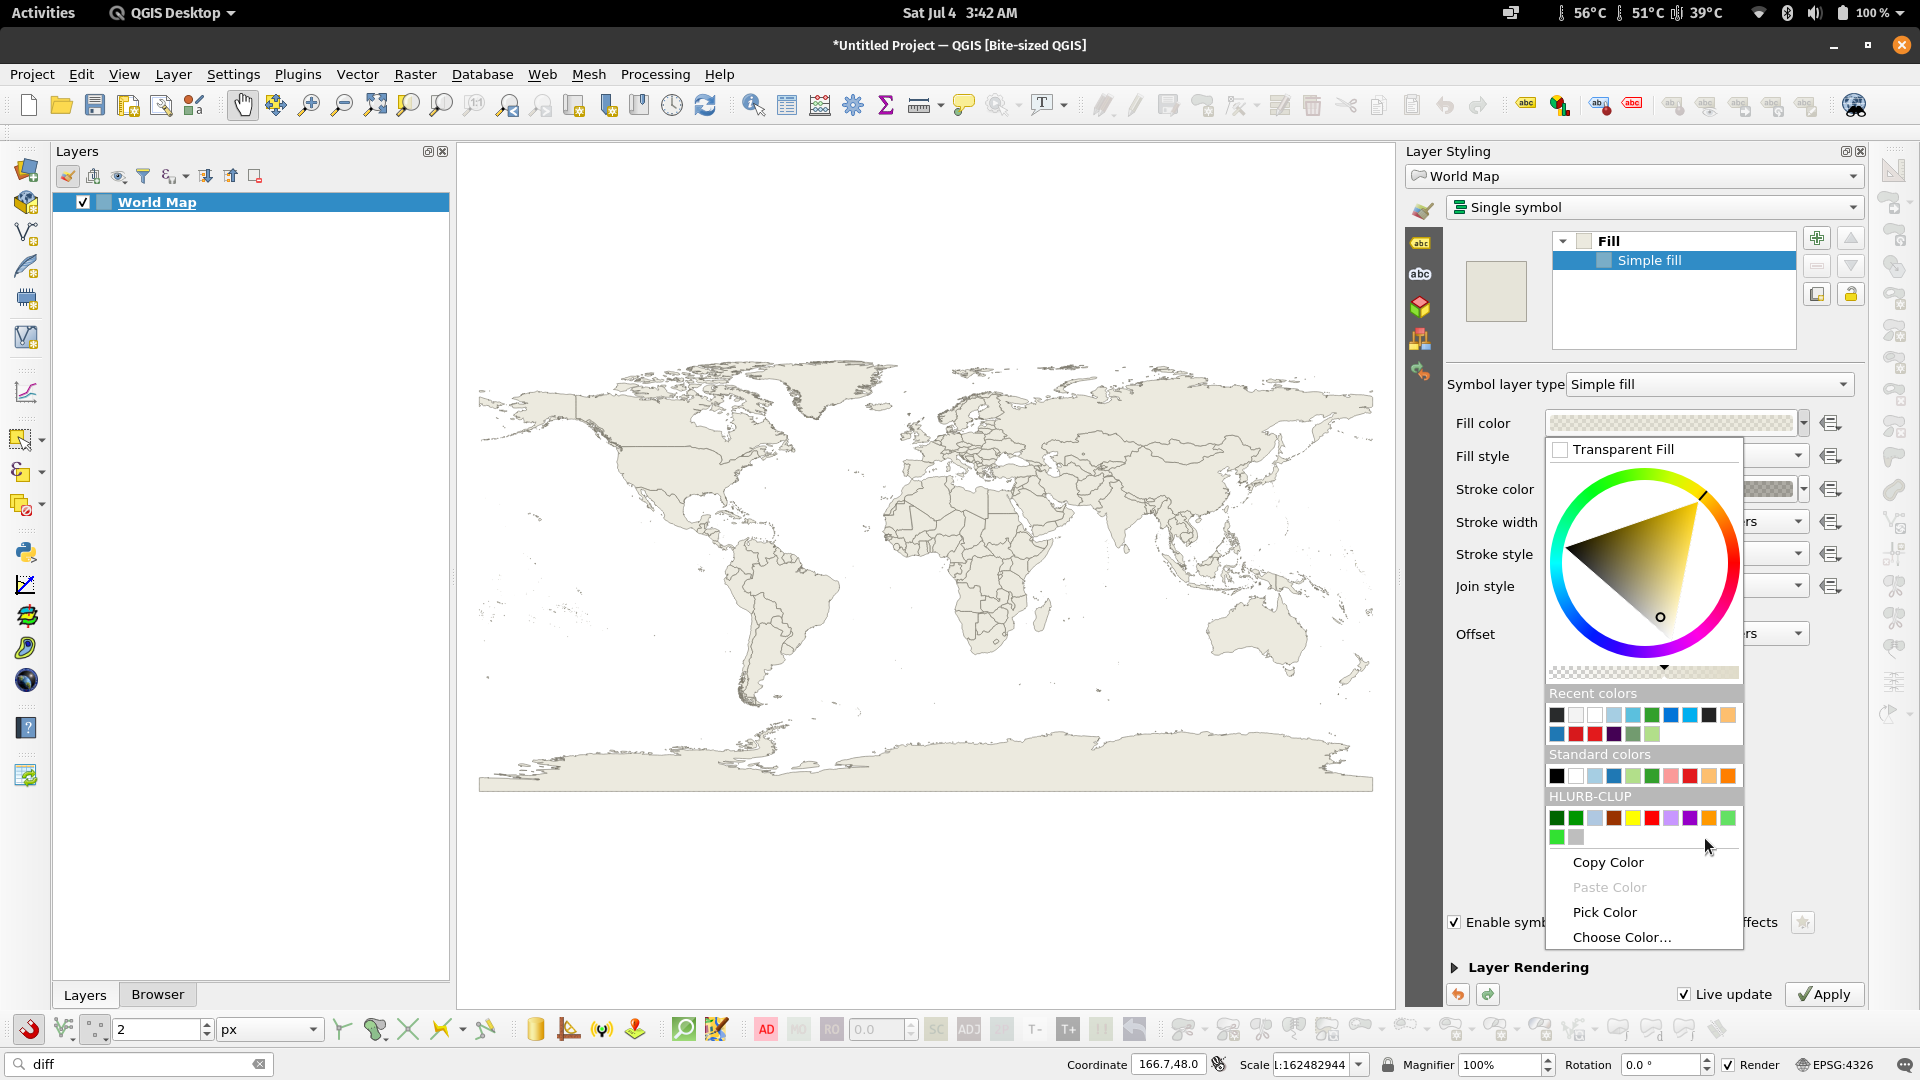 Activities QGIS Desktop Sat Jul 4 3:42 AM 56°C 51°C 39°C 100 %
*Untitled Project — QGIS [Bite-sized QGIS]
Project Edit View Layer Settings Plugins Vector Raster Database Web Mesh Processing Help
Layers
World Map
Layers Browser
Layer Styling
World Map
Single symbol
Fill
Simple fill
Symbol layer type Simple fill
Fill color
Transparent Fill
Fill style
Stroke color
Stroke width
Stroke style
Join style
Offset
Recent colors
Standard colors
HLURB-CLUP
Copy Color
Paste Color
Pick Color
Choose Color...
Layer Rendering
Live update Apply
2 px AD MO RO 0.0 SC ADJ T- T+
diff Coordinate 166.7,48.0 Scale 1:162482944 Magnifier 100% Rotation 0.0 ° Render EPSG:4326